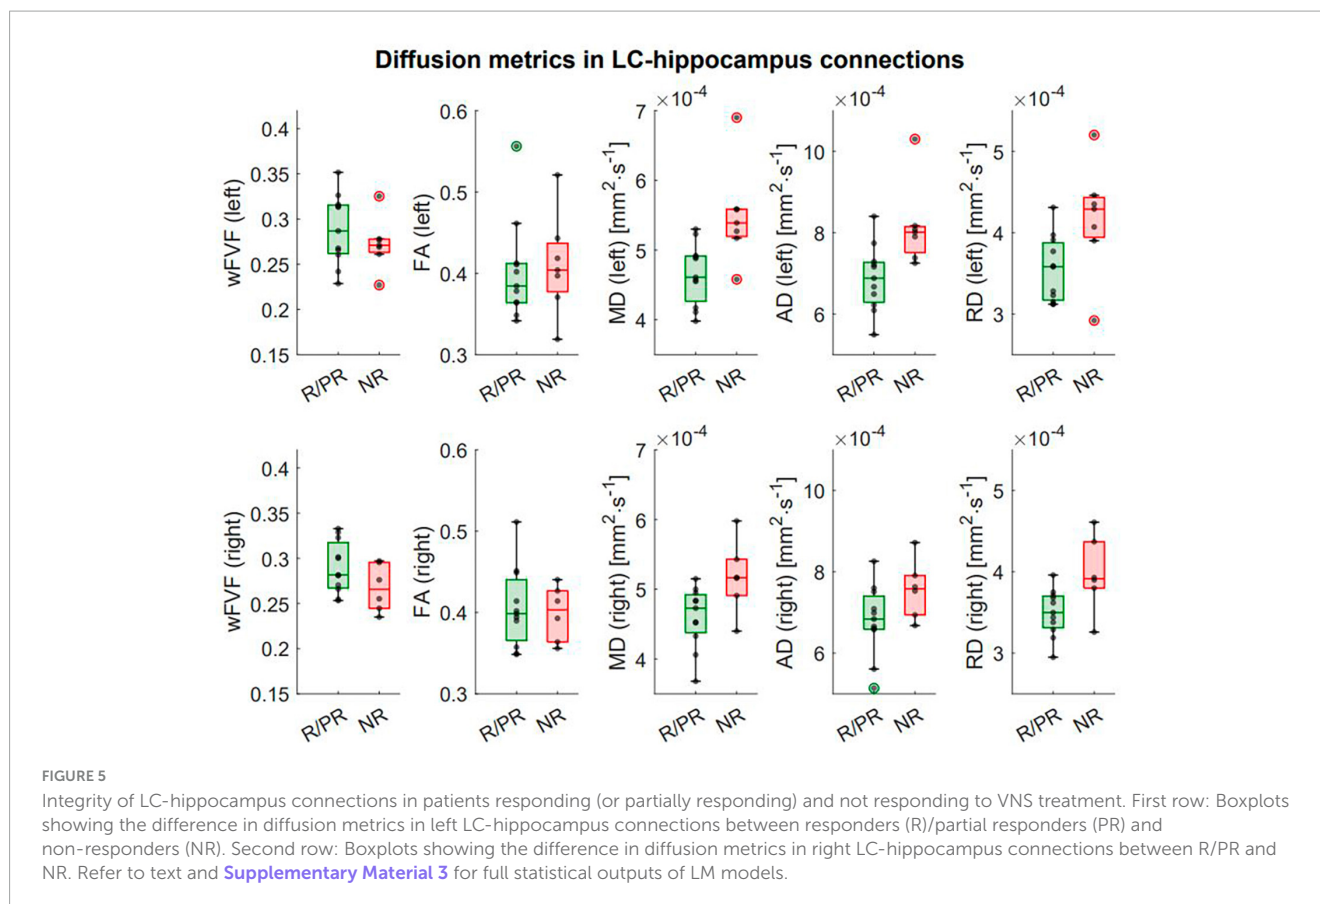 Diffusion metrics in LC-hippocampus connections
wFVF (left)
0.4
0.35
0.3
0.25
0.2
0.15
R/PR
NR
FA (left)
0.6
0.5
0.4
0.3
R/PR
NR
MD (left) [mm²·s⁻¹]
×10⁻⁴
7
6
5
4
R/PR
NR
AD (left) [mm²·s⁻¹]
×10⁻⁴
10
8
6
R/PR
NR
RD (left) [mm²·s⁻¹]
×10⁻⁴
5
4
3
R/PR
NR
wFVF (right)
0.4
0.35
0.3
0.25
0.2
0.15
R/PR
NR
FA (right)
0.6
0.5
0.4
0.3
R/PR
NR
MD (right) [mm²·s⁻¹]
×10⁻⁴
7
6
5
4
R/PR
NR
AD (right) [mm²·s⁻¹]
×10⁻⁴
10
8
6
R/PR
NR
RD (right) [mm²·s⁻¹]
×10⁻⁴
5
4
3
R/PR
NR
FIGURE 5
Integrity of LC-hippocampus connections in patients responding (or partially responding) and not responding to VNS treatment. First row: Boxplots
showing the difference in diffusion metrics in left LC-hippocampus connections between responders (R)/partial responders (PR) and
non-responders (NR). Second row: Boxplots showing the difference in diffusion metrics in right LC-hippocampus connections between R/PR and
NR. Refer to text and Supplementary Material 3 for full statistical outputs of LM models.